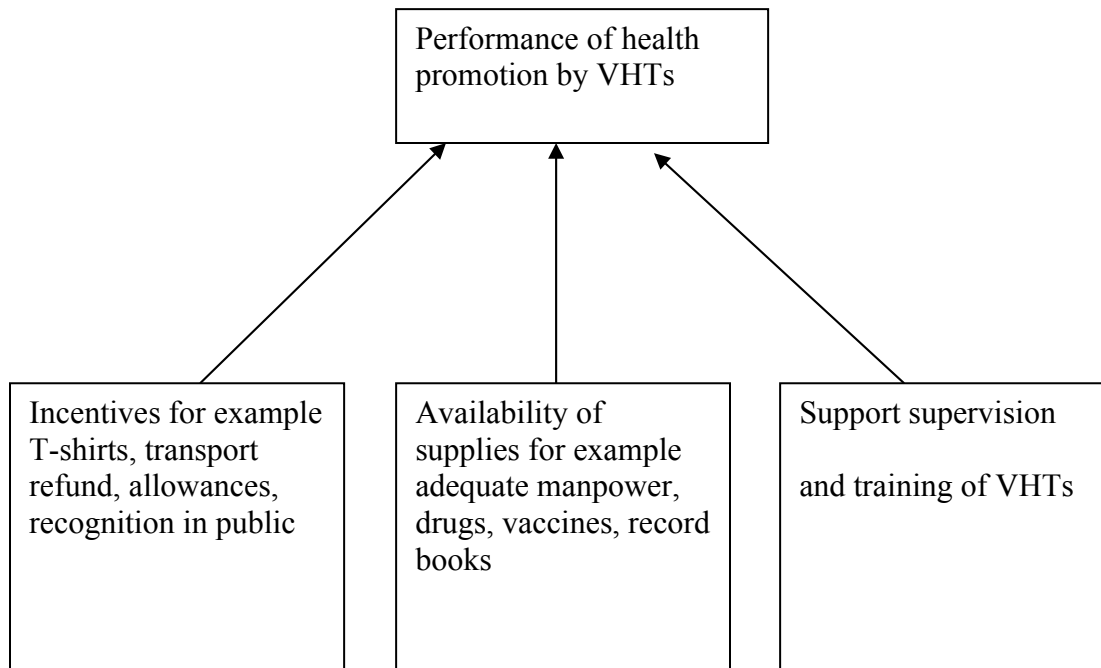 Performance of health
promotion by VHTs
Incentives for example
T-shirts, transport
refund, allowances,
recognition in public
Availability of
supplies for example
adequate manpower,
drugs, vaccines, record
books
Support supervision
and training of VHTs